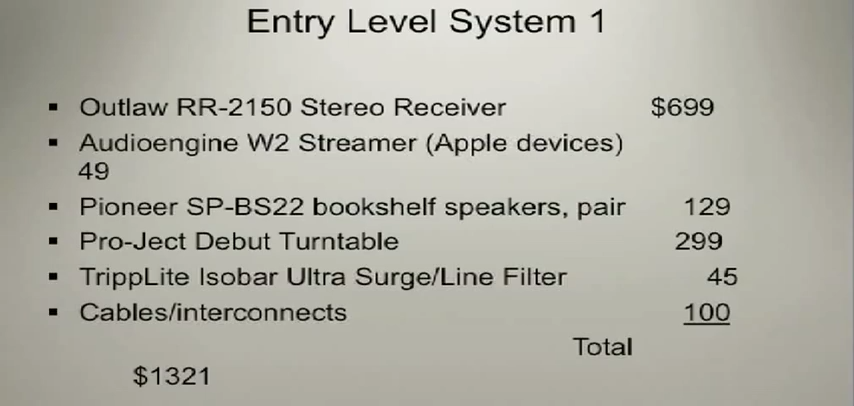 Entry Level System 1
▪ Outlaw RR-2150 Stereo Receiver $699
▪ Audioengine W2 Streamer (Apple devices)
49
▪ Pioneer SP-BS22 bookshelf speakers, pair 129
▪ Pro-Ject Debut Turntable 299
▪ TrippLite Isobar Ultra Surge/Line Filter 45
▪ Cables/interconnects 100
Total
$1321